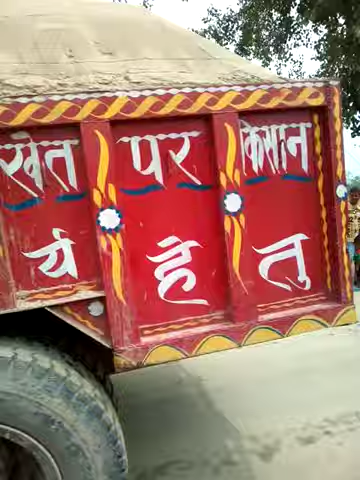 खेत पर किसान
र्य हे तु